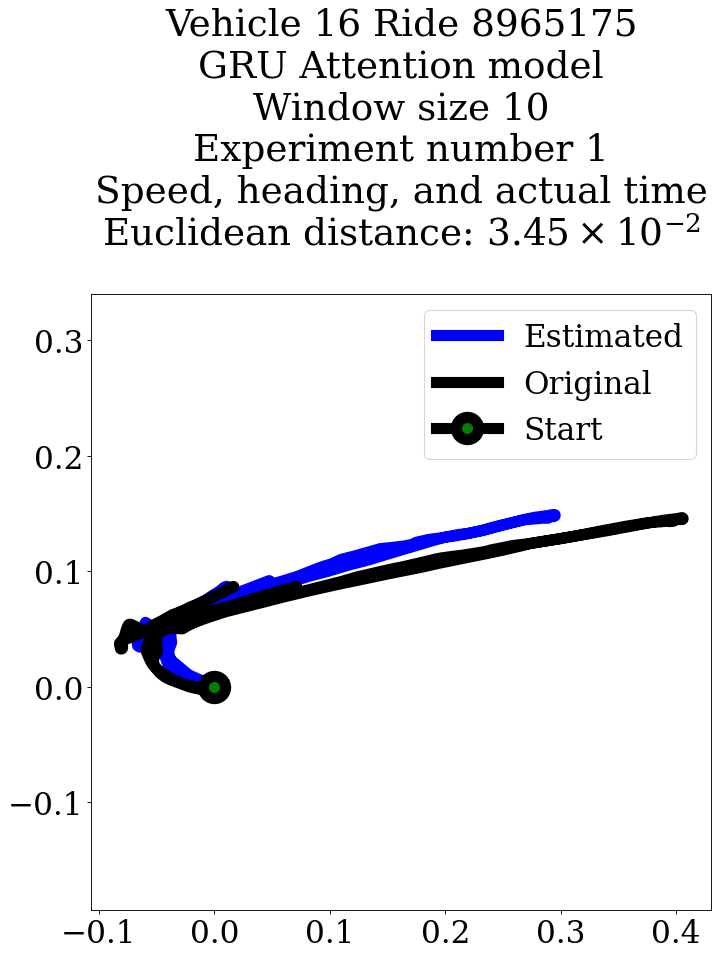 Vehicle 16 Ride 8965175
GRU Attention model
Window size 10
Experiment number 1
Speed, heading, and actual time
Euclidean distance: 3.45 × 10⁻²
Estimated
Original
Start
0.3
0.2
0.1
0.0
−0.1
−0.1 0.0 0.1 0.2 0.3 0.4